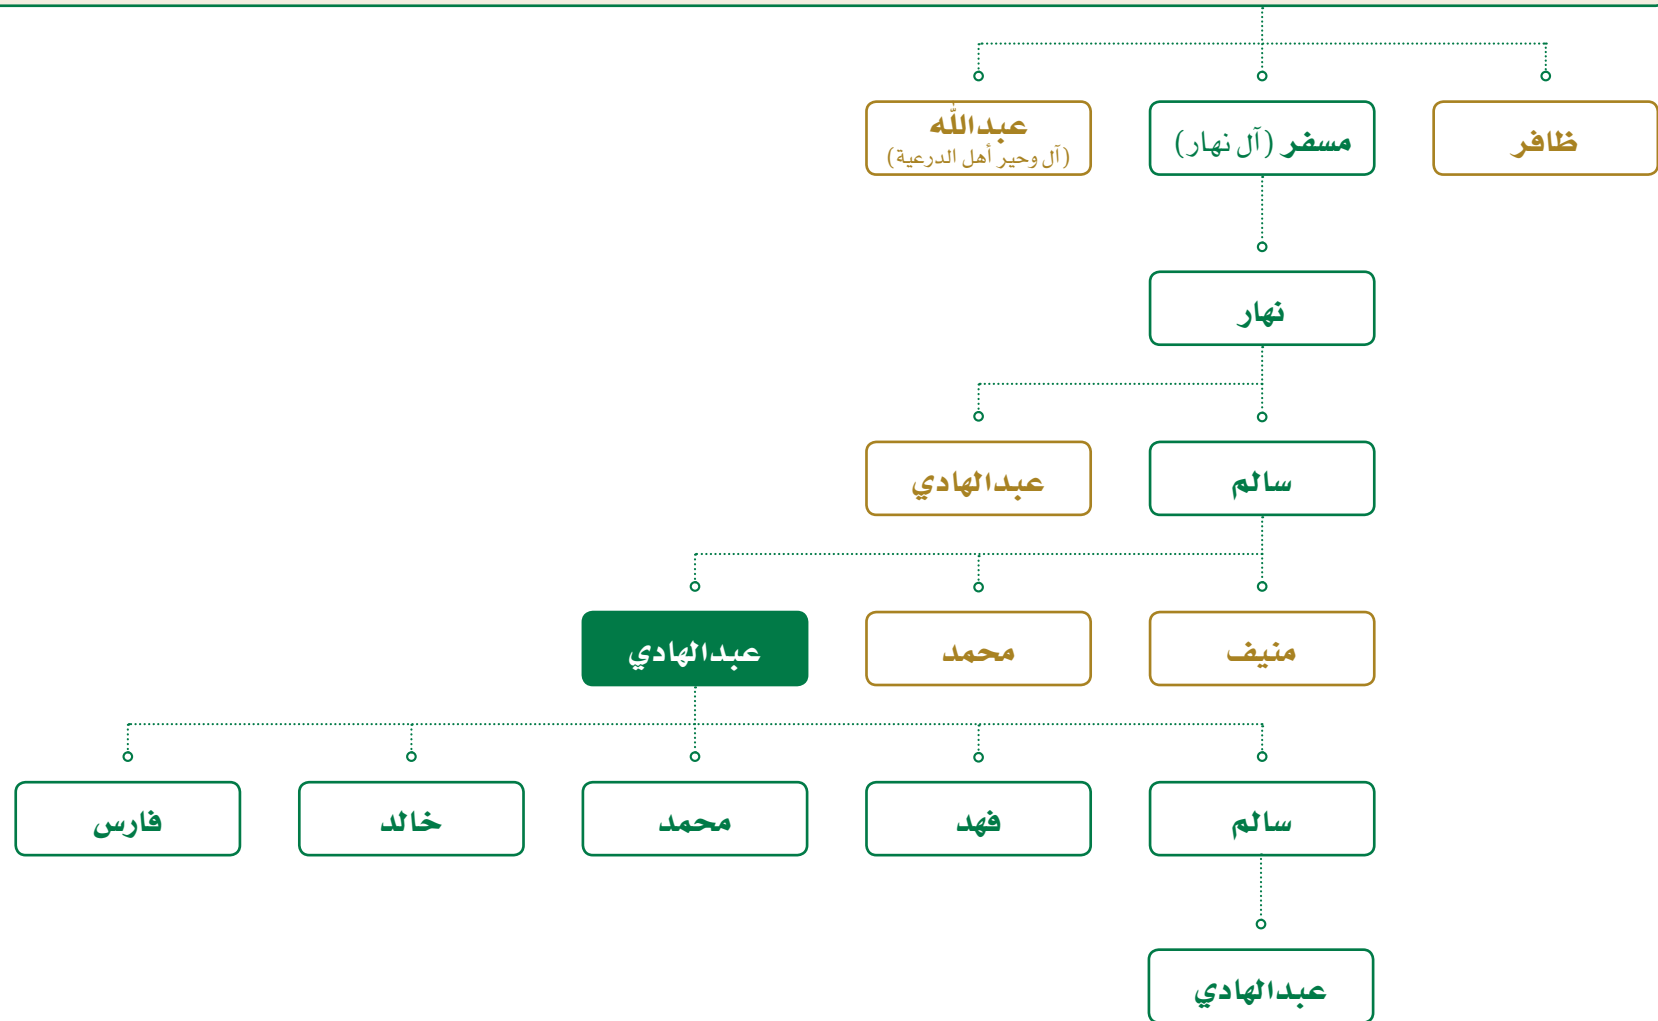 ظافر
مسفر (آل نهار)
عبدالله
(آل وحير أهل الدرعية)
نهار
سالم
عبدالهادي
منيف
محمد
عبدالهادي
سالم
فهد
محمد
خالد
فارس
عبدالهادي